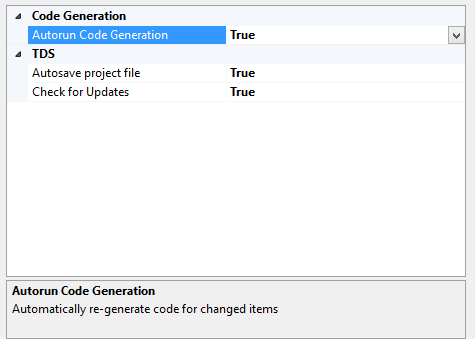 Code Generation
Autorun Code Generation True
TDS
Autosave project file True
Check for Updates True
Autorun Code Generation
Automatically re-generate code for changed items